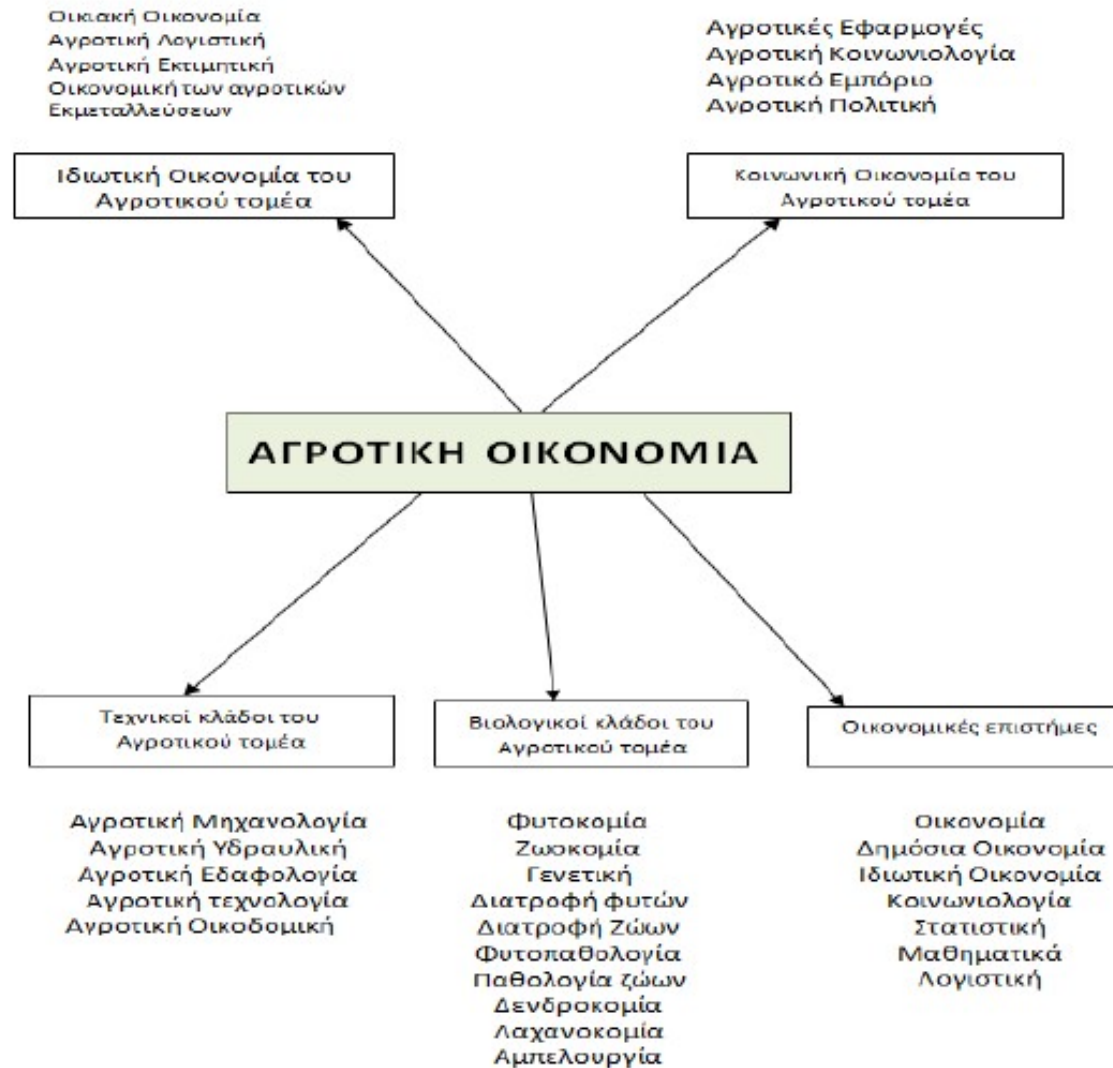 Οικιακή Οικονομία
Αγροτική Λογιστική
Αγροτική Εκτιμητική
Οικονομική των αγροτικών
Εκμεταλλεύσεων
Αγροτικές Εφαρμογές
Αγροτική Κοινωνιολογία
Αγροτικό Εμπόριο
Αγροτική Πολιτική
Ιδιωτική Οικονομία του
Αγροτικού τομέα
Κοινωνική Οικονομία του
Αγροτικού τομέα
ΑΓΡΟΤΙΚΗ ΟΙΚΟΝΟΜΙΑ
Τεχνικοί κλάδοι του
Αγροτικού τομέα
Βιολογικοί κλάδοι του
Αγροτικού τομέα
Οικονομικές επιστήμες
Αγροτική Μηχανολογία
Αγροτική Υδραυλική
Αγροτική Εδαφολογία
Αγροτική τεχνολογία
Αγροτική Οικοδομική
Φυτοκομία
Ζωοκομία
Γενετική
Διατροφή φυτών
Διατροφή Ζώων
Φυτοπαθολογία
Παθολογία ζώων
Δενδροκομία
Λαχανοκομία
Αμπελουργία
Οικονομία
Δημόσια Οικονομία
Ιδιωτική Οικονομία
Κοινωνιολογία
Στατιστική
Μαθηματικά
Λογιστική